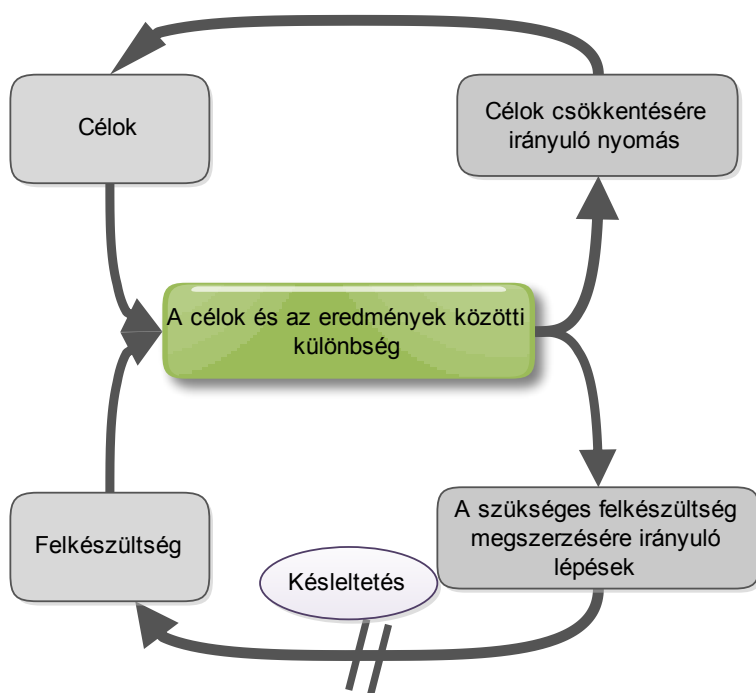 Célok
Célok csökkentésére
irányuló nyomás
A célok és az eredmények közötti
különbség
Felkészültség
Késleltetés
A szükséges felkészültség
megszerzésére irányuló
lépések